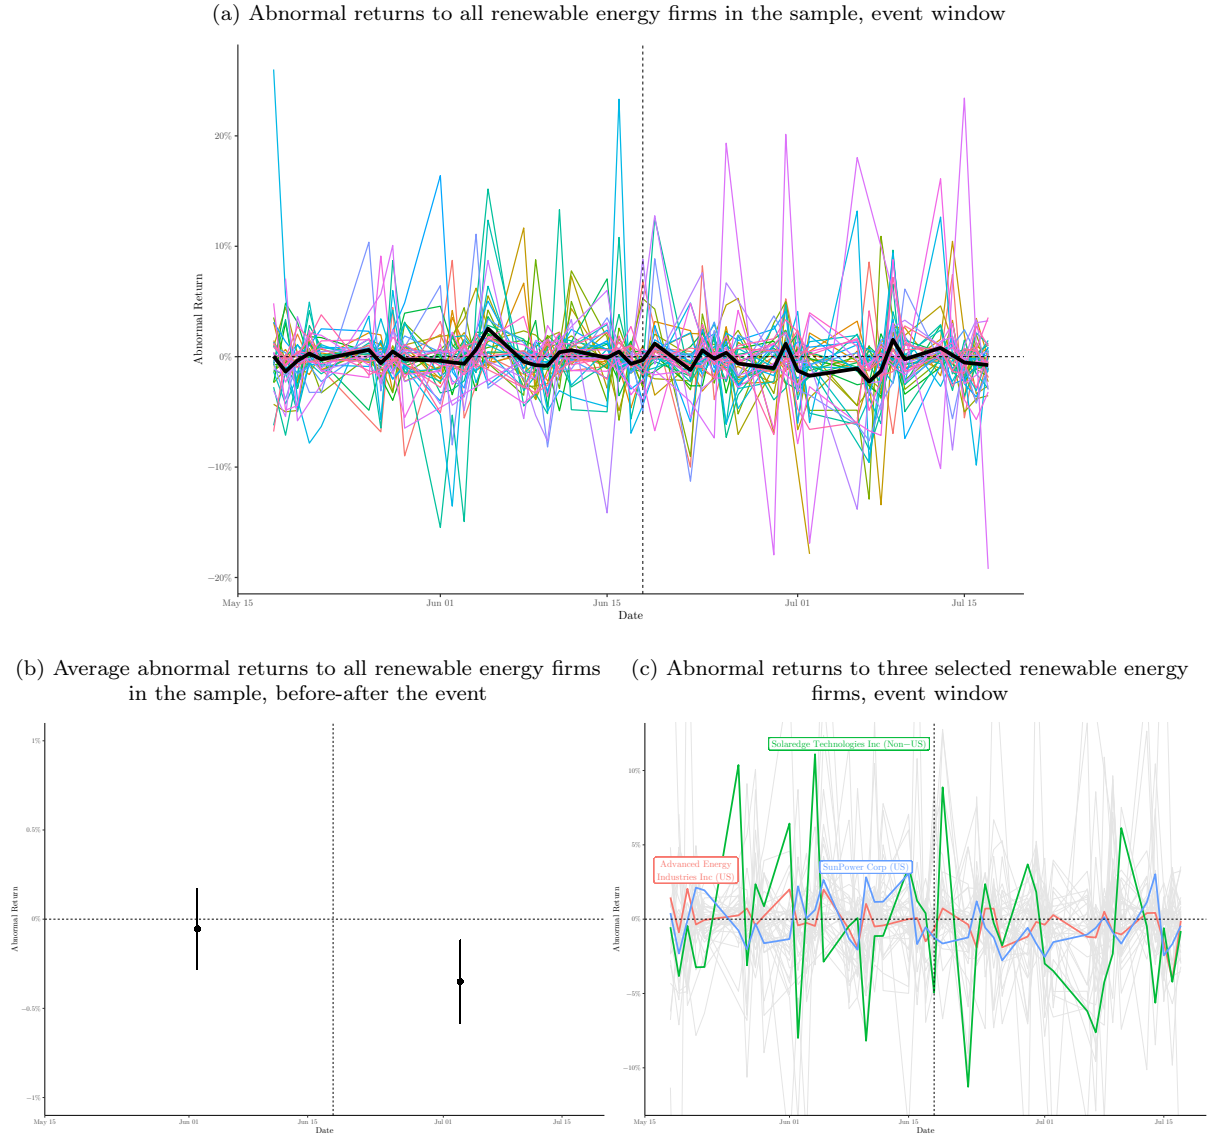 (a) Abnormal returns to all renewable energy firms in the sample, event window
20%
10%
0%
−10%
−20%
Abnormal Return
May 15
Jun 01
Jun 15
Jul 01
Jul 15
Date
(b) Average abnormal returns to all renewable energy firms
in the sample, before-after the event
1%
0.5%
0%
−0.5%
−1%
Abnormal Return
May 15
Jun 01
Jun 15
Jul 01
Jul 15
Date
(c) Abnormal returns to three selected renewable energy
firms, event window
Solaredge Technologies Inc (Non−US)
Advanced Energy
Industries Inc (US)
SunPower Corp (US)
10%
5%
0%
−5%
−10%
Abnormal Return
May 15
Jun 01
Jun 15
Jul 01
Jul 15
Date